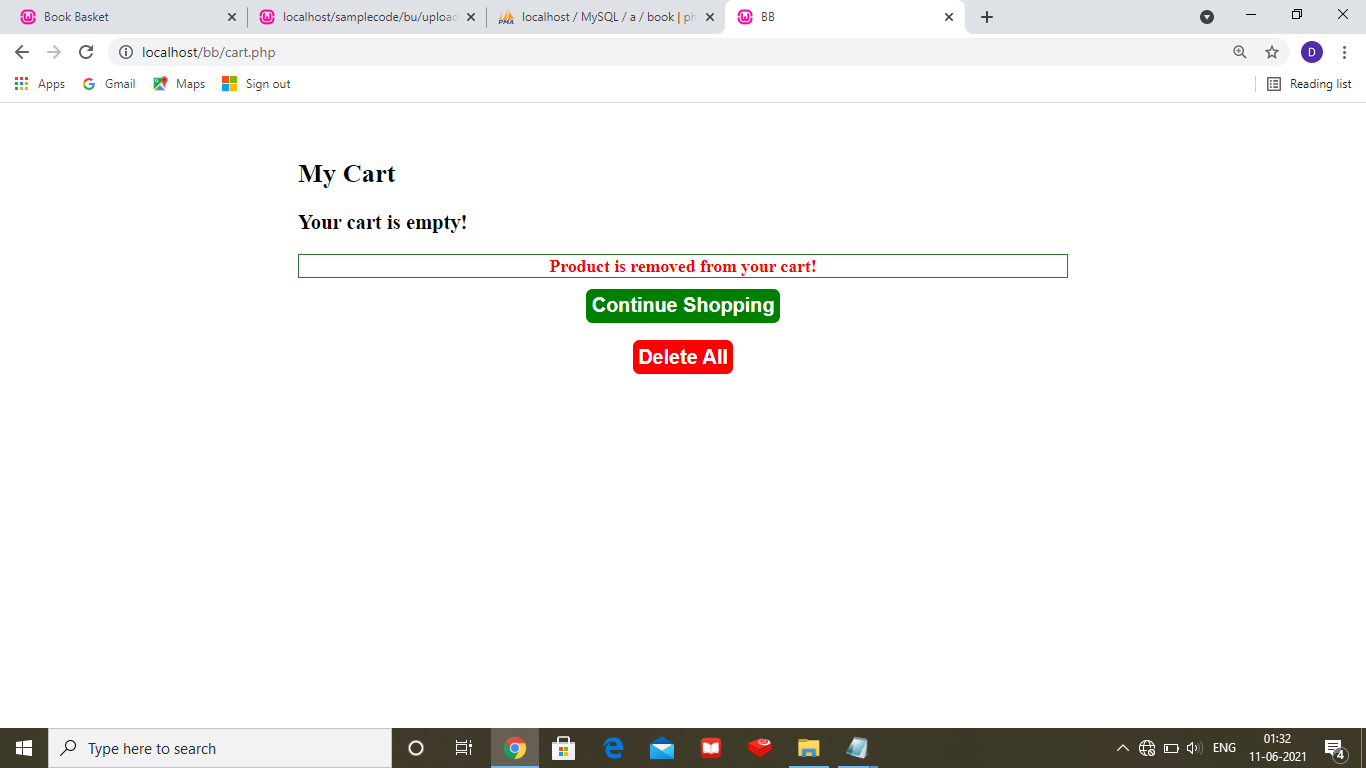 Book Basket
localhost/samplecode/bu/upload
localhost / MySQL / a / book | ph
BB
localhost/bb/cart.php
D
Apps
Gmail
Maps
Sign out
Reading list
My Cart
Your cart is empty!
Product is removed from your cart!
Continue Shopping
Delete All
Type here to search
ENG
01:32
11-06-2021
4